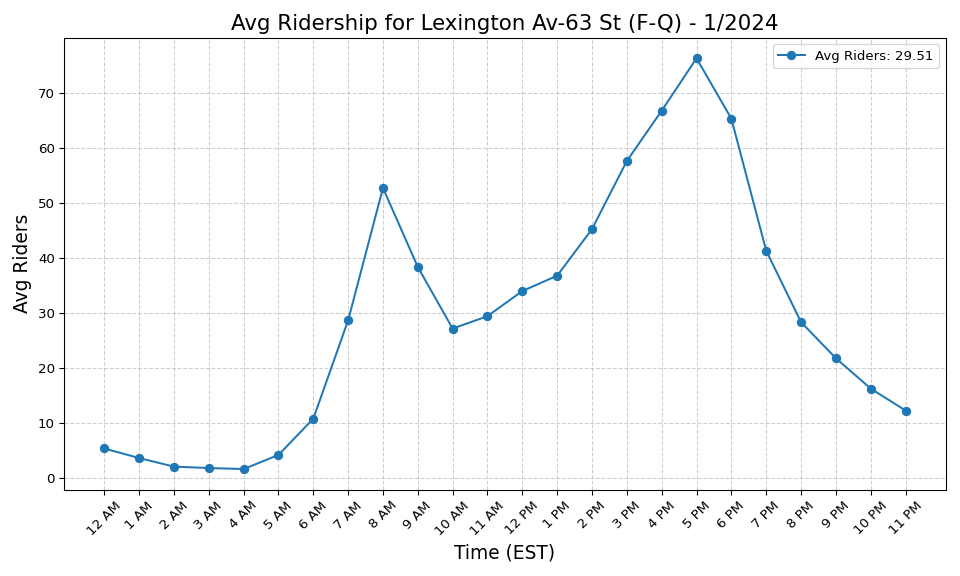 Avg Ridership for Lexington Av-63 St (F-Q) - 1/2024
Avg Riders: 29.51
Avg Riders
70
60
50
40
30
20
10
0
12 AM
1 AM
2 AM
3 AM
4 AM
5 AM
6 AM
7 AM
8 AM
9 AM
10 AM
11 AM
12 PM
1 PM
2 PM
3 PM
4 PM
5 PM
6 PM
7 PM
8 PM
9 PM
10 PM
11 PM
Time (EST)